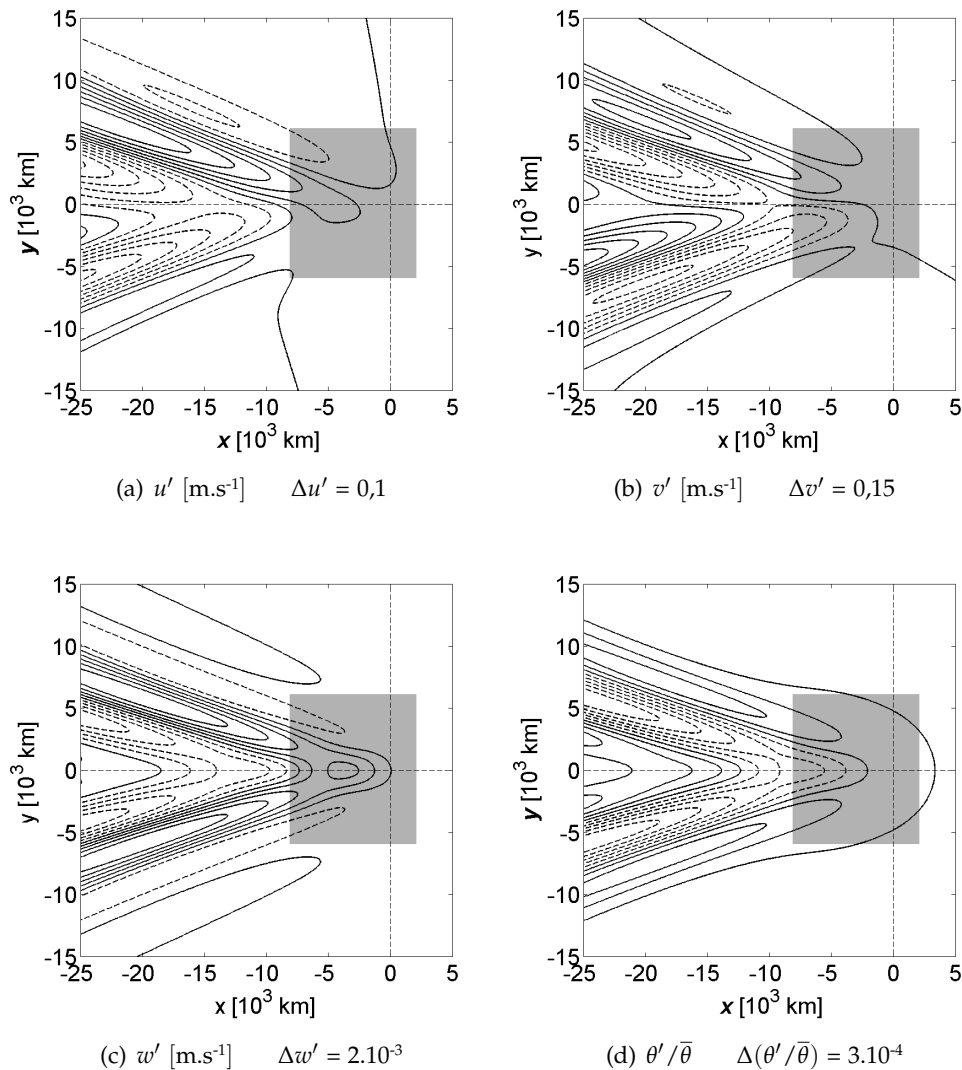 15
10
5
0
-5
-10
-15
y [10³ km]
-25 -20 -15 -10 -5 0 5
x [10³ km]
(a) u′ [m.s⁻¹] Δu′ = 0,1
15
10
5
0
-5
-10
-15
y [10³ km]
-25 -20 -15 -10 -5 0 5
x [10³ km]
(b) v′ [m.s⁻¹] Δv′ = 0,15
15
10
5
0
-5
-10
-15
y [10³ km]
-25 -20 -15 -10 -5 0 5
x [10³ km]
(c) w′ [m.s⁻¹] Δw′ = 2.10⁻³
15
10
5
0
-5
-10
-15
y [10³ km]
-25 -20 -15 -10 -5 0 5
x [10³ km]
(d) θ′/θ̅ Δ(θ′/θ̅) = 3.10⁻⁴